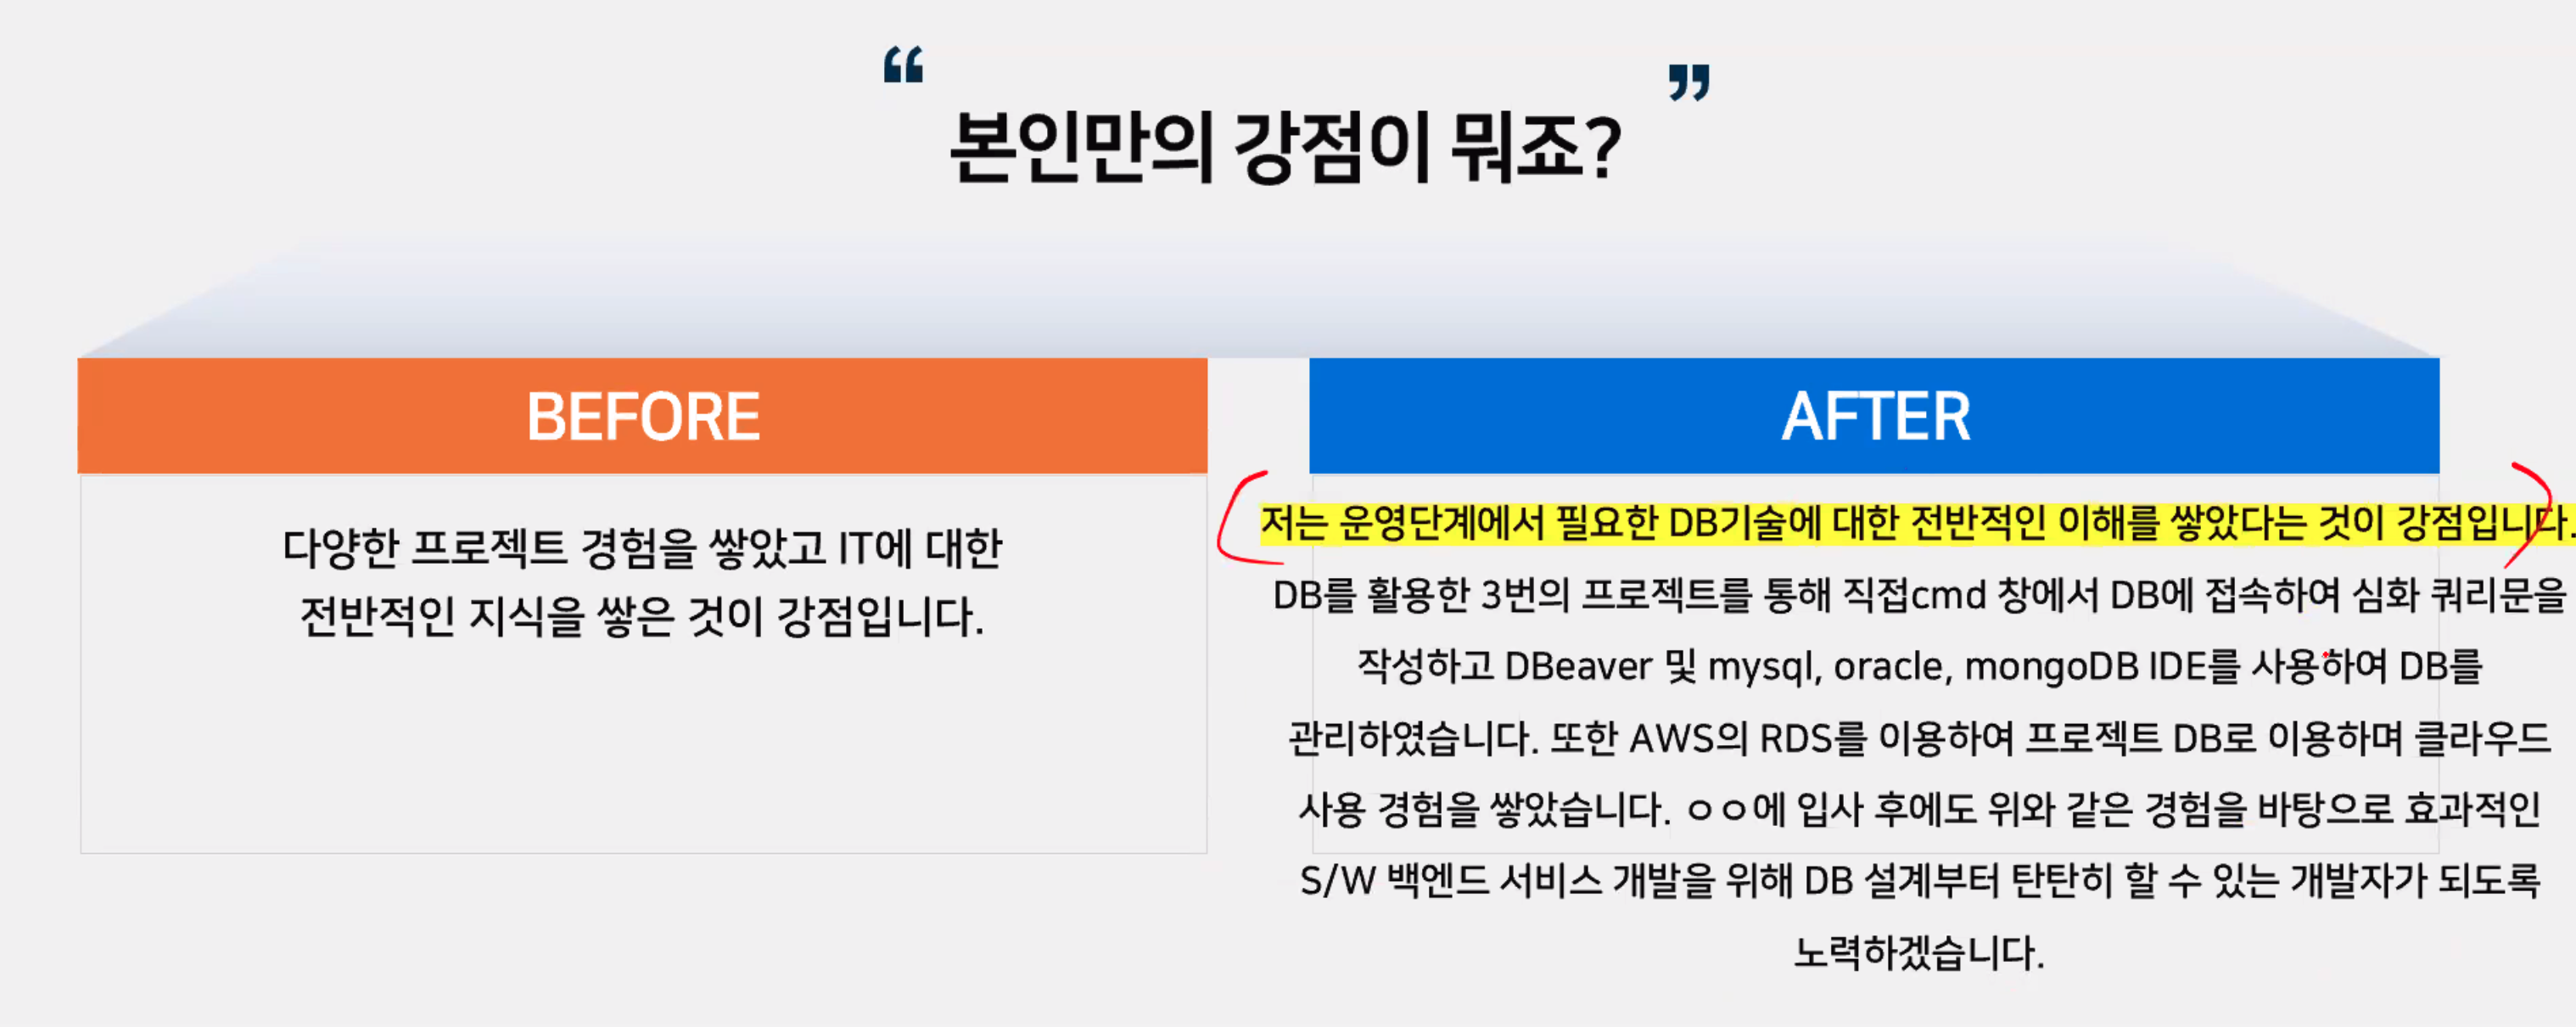 “ 본인만의 강점이 뭐죠? ”
BEFORE
다양한 프로젝트 경험을 쌓았고 IT에 대한
전반적인 지식을 쌓은 것이 강점입니다.
AFTER
저는 운영단계에서 필요한 DB기술에 대한 전반적인 이해를 쌓았다는 것이 강점입니다.
DB를 활용한 3번의 프로젝트를 통해 직접cmd 창에서 DB에 접속하여 심화 쿼리문을
작성하고 DBeaver 및 mysql, oracle, mongoDB IDE를 사용하여 DB를
관리하였습니다. 또한 AWS의 RDS를 이용하여 프로젝트 DB로 이용하며 클라우드
사용 경험을 쌓았습니다. ㅇㅇ에 입사 후에도 위와 같은 경험을 바탕으로 효과적인
S/W 백엔드 서비스 개발을 위해 DB 설계부터 탄탄히 할 수 있는 개발자가 되도록
노력하겠습니다.